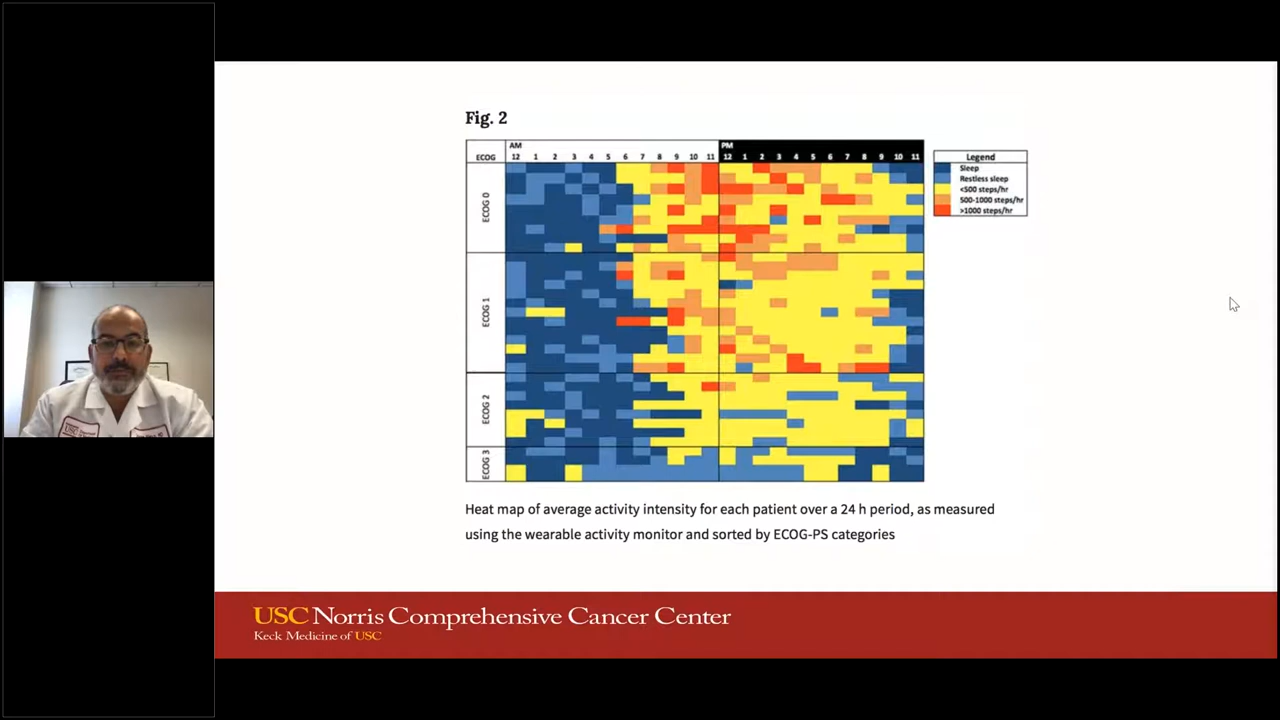 Fig. 2
AM
PM
ECOG
12 1 2 3 4 5 6 7 8 9 10 11 12 1 2 3 4 5 6 7 8 9 10 11
ECOG 0
ECOG 1
ECOG 2
ECOG 3
Legend
Sleep
Restless sleep
<500 steps/hr
500-1000 steps/hr
>1000 steps/hr
Heat map of average activity intensity for each patient over a 24 h period, as measured
using the wearable activity monitor and sorted by ECOG-PS categories
USC Norris Comprehensive Cancer Center
Keck Medicine of USC
USC